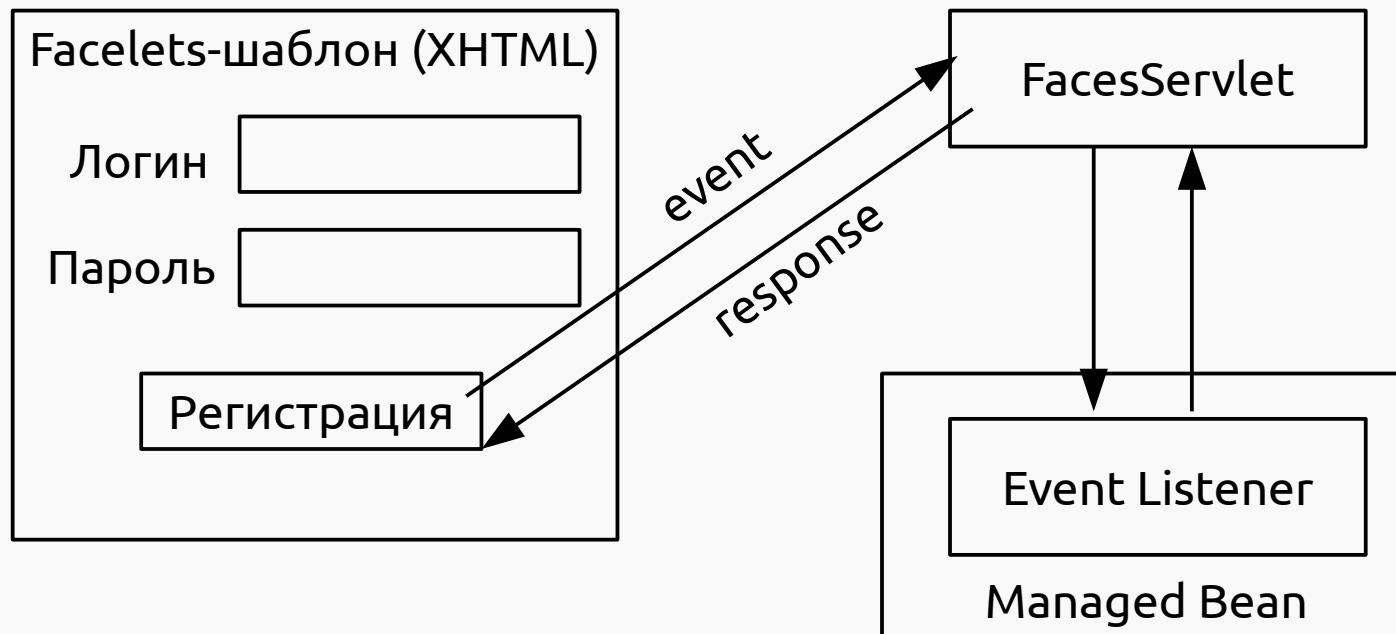 Facelets-шаблон (XHTML)
Логин
Пароль
Регистрация
event
response
FacesServlet
Event Listener
Managed Bean